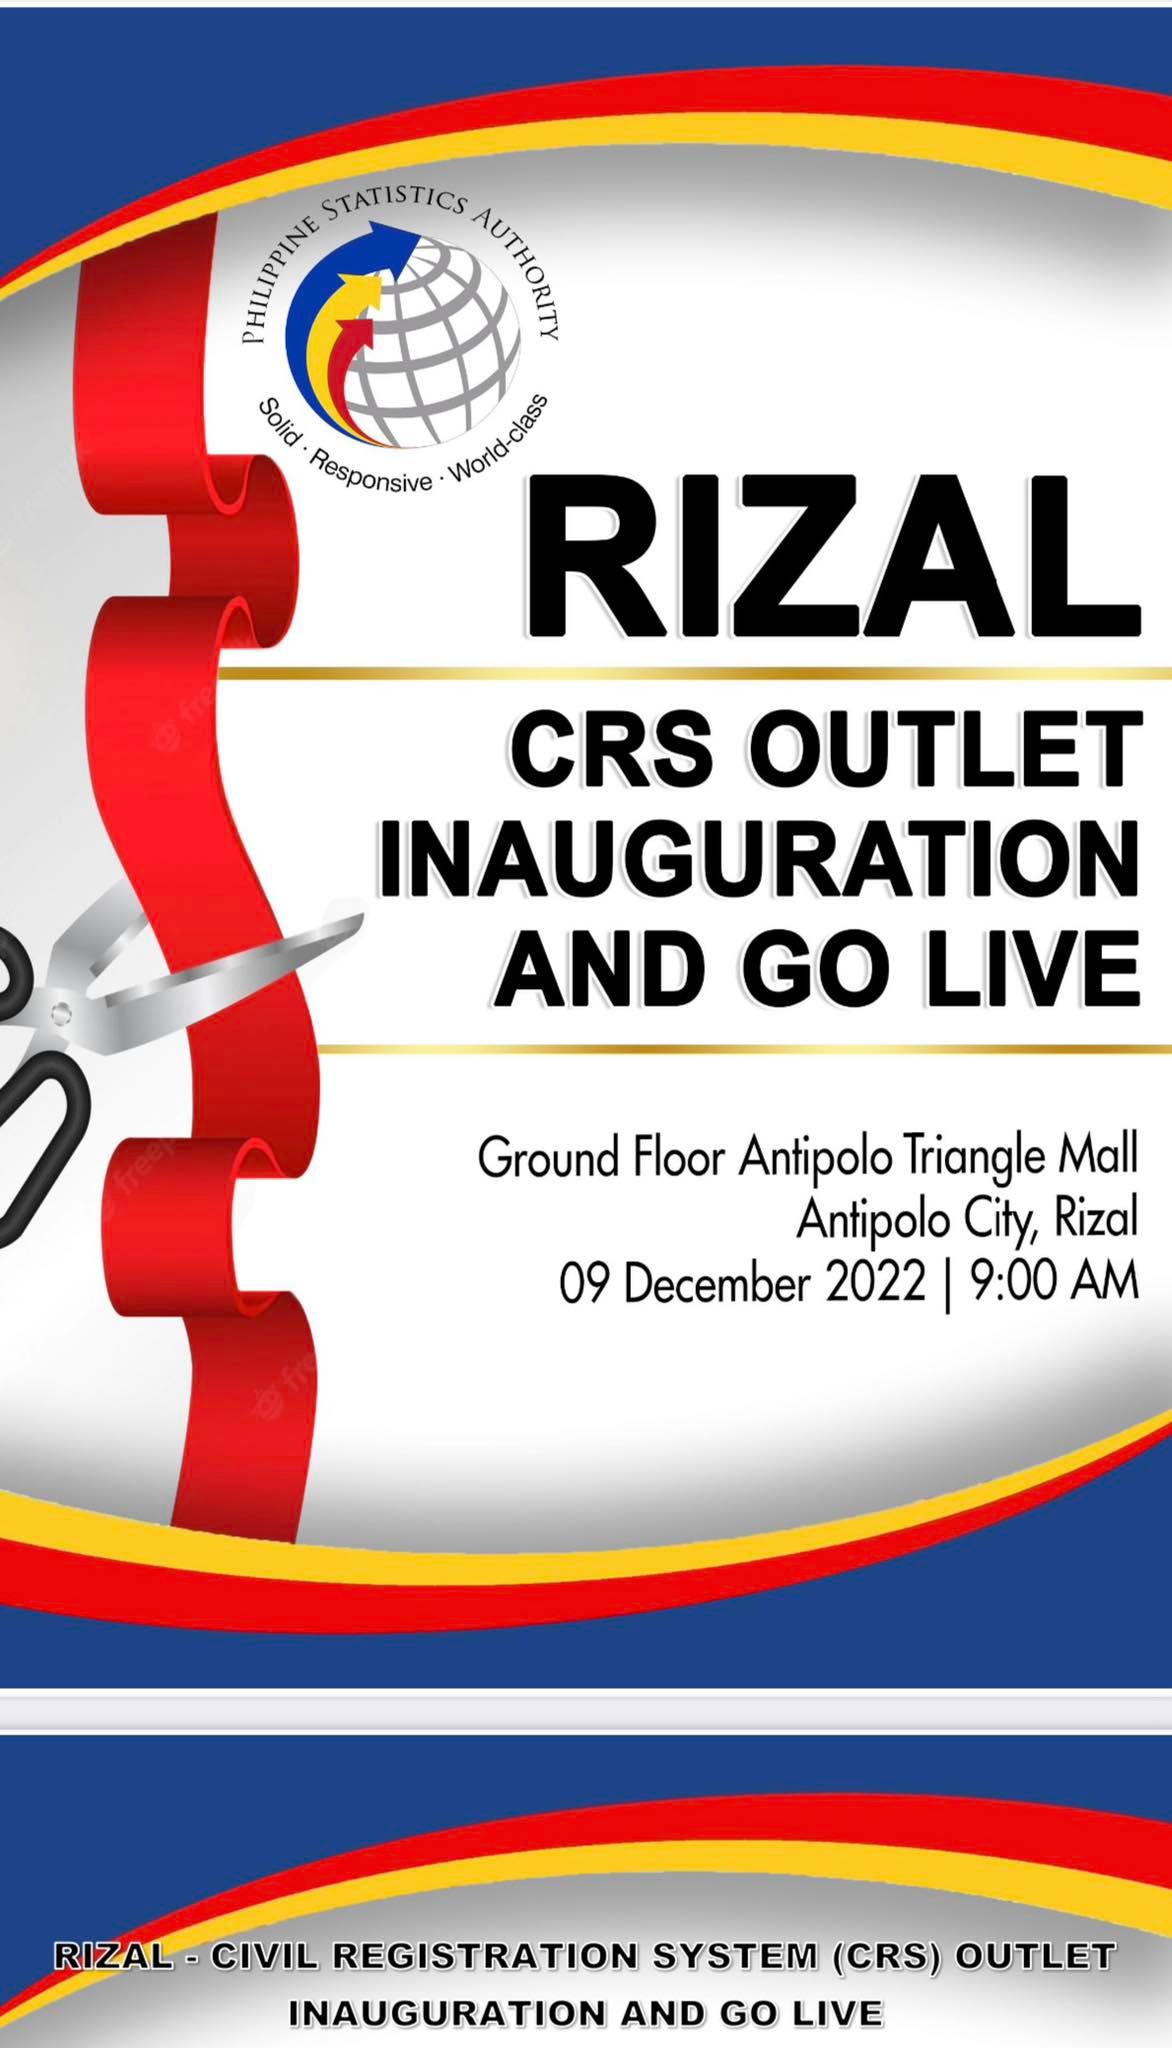 PHILIPPINE STATISTICS AUTHORITY
Solid · Responsive · World-class
RIZAL
CRS OUTLET
INAUGURATION
AND GO LIVE
Ground Floor Antipolo Triangle Mall
Antipolo City, Rizal
09 December 2022 | 9:00 AM
RIZAL - CIVIL REGISTRATION SYSTEM (CRS) OUTLET
INAUGURATION AND GO LIVE